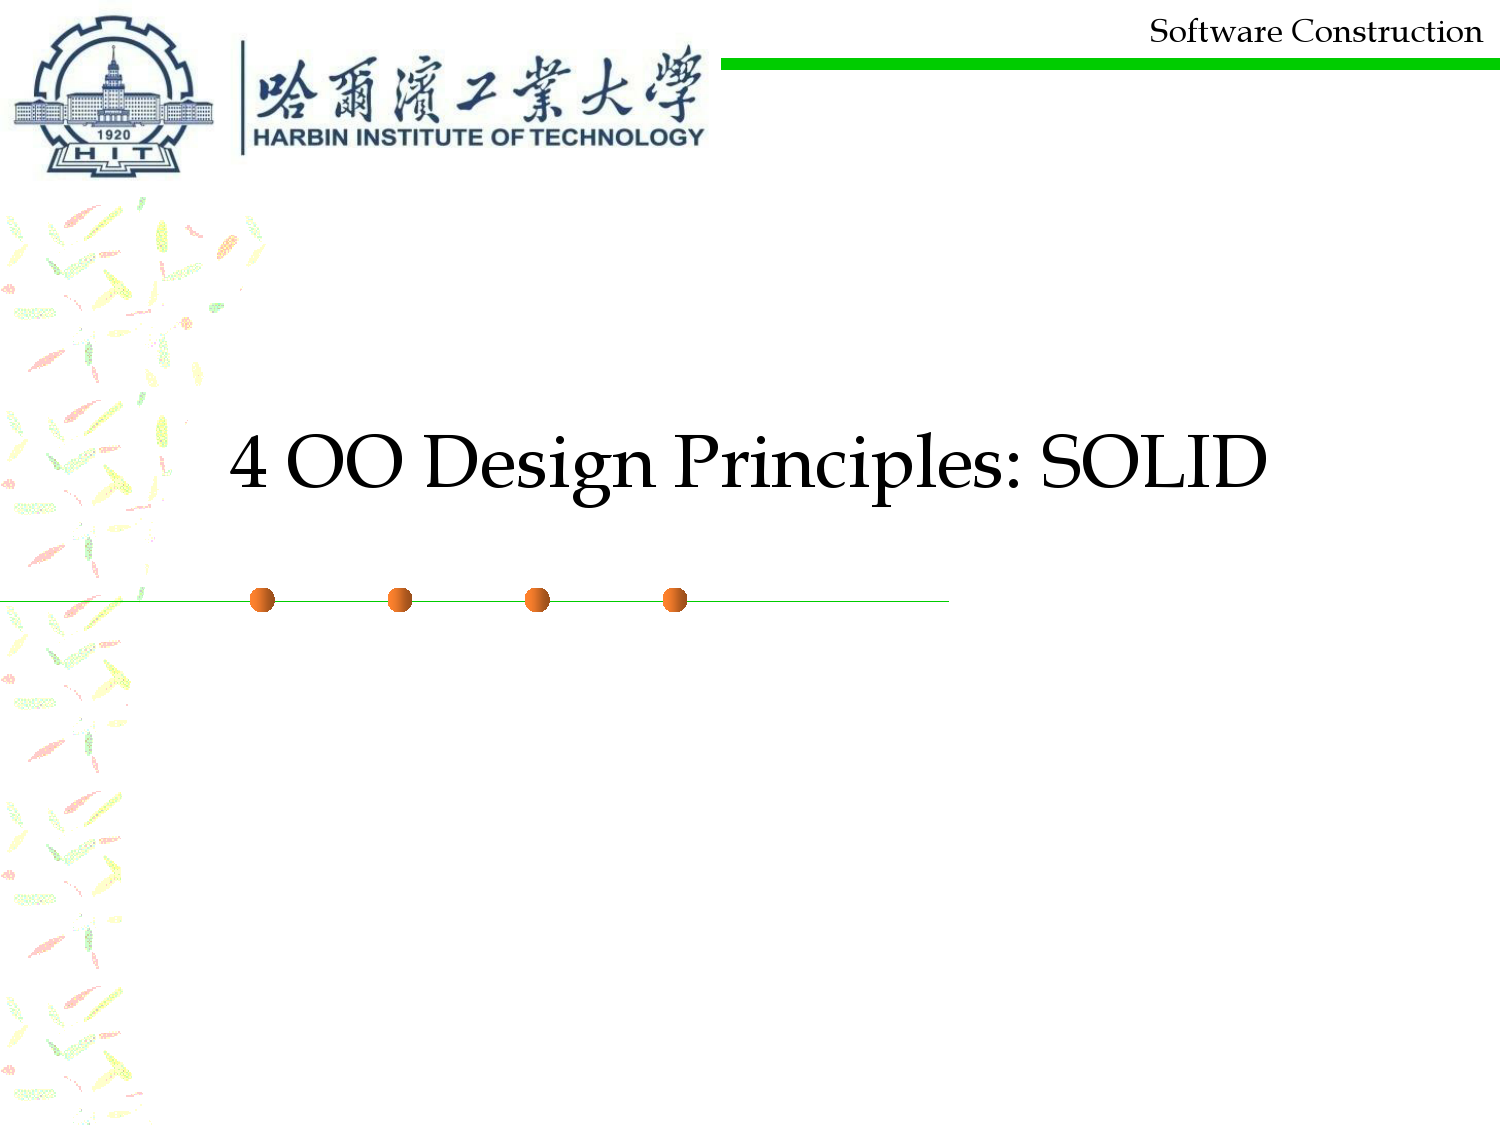 Software Construction
哈爾濱工業大學
HARBIN INSTITUTE OF TECHNOLOGY
1920
HIT
4 OO Design Principles: SOLID